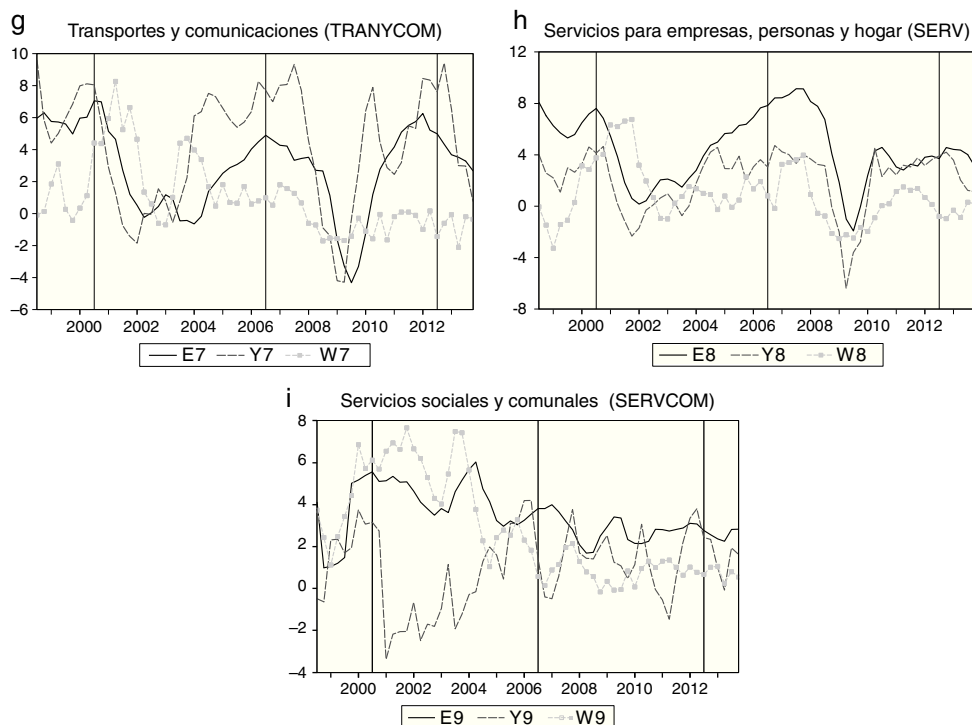 g
Transportes y comunicaciones (TRANYCOM)
10
8
6
4
2
0
−2
−4
−6
2000 2002 2004 2006 2008 2010 2012
E7 Y7 W7
h
Servicios para empresas, personas y hogar (SERV)
12
8
4
0
−4
−8
2000 2002 2004 2006 2008 2010 2012
E8 Y8 W8
i
Servicios sociales y comunales (SERVCOM)
8
6
4
2
0
−2
−4
2000 2002 2004 2006 2008 2010 2012
E9 Y9 W9